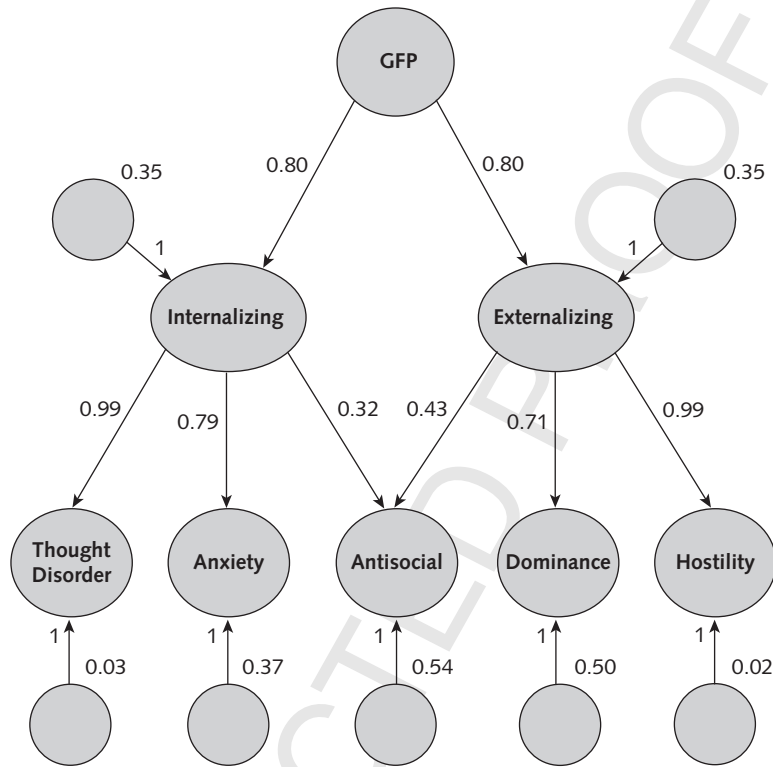 GFP
0.80
0.80
0.35
0.35
1
1
Internalizing
Externalizing
0.99
0.79
0.32
0.43
0.71
0.99
Thought
Disorder
Anxiety
Antisocial
Dominance
Hostility
1
1
1
1
1
0.03
0.37
0.54
0.50
0.02